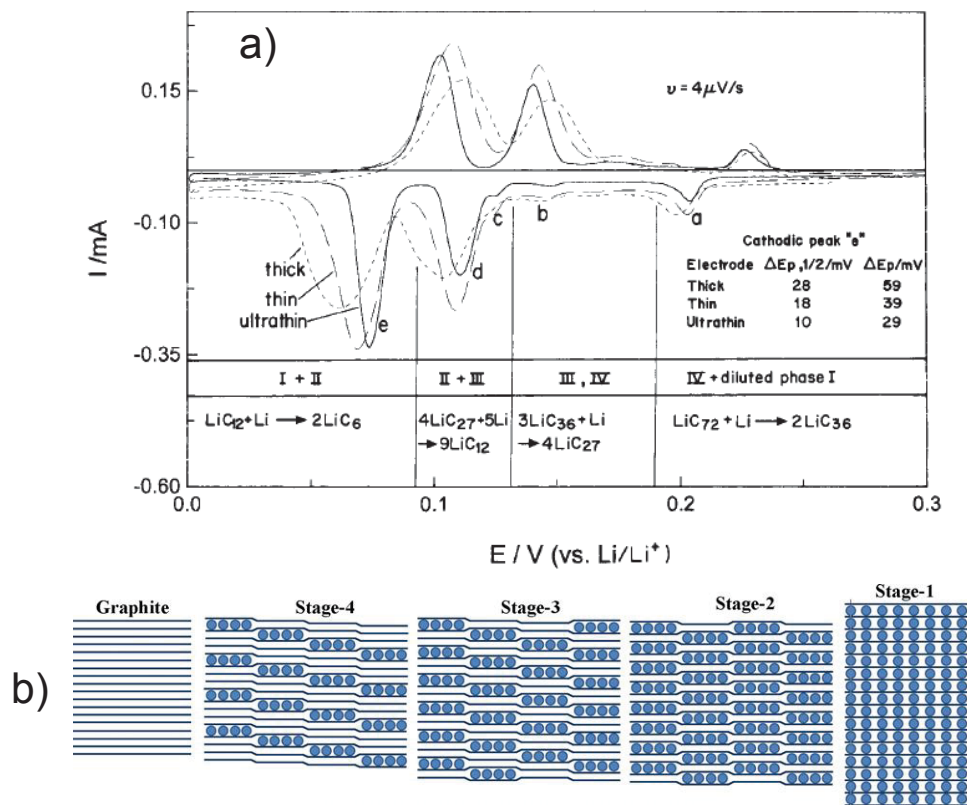 a)
υ = 4μV/s
0.15
-0.10
-0.35
-0.60
I /mA
a
b
c
d
e
thick
thin
ultrathin
Cathodic peak "e"
Electrode ΔEp,1/2/mV ΔEp/mV
Thick 28 59
Thin 18 39
Ultrathin 10 29
I + II II + III III, IV IV + diluted phase I
LiC12+Li → 2LiC6
4LiC27+5Li
→ 9LiC12
3LiC36+Li
→ 4LiC27
LiC72 + Li → 2LiC36
0.0 0.1 0.2 0.3
E / V (vs. Li/Li⁺)
b)
Graphite Stage-4 Stage-3 Stage-2 Stage-1